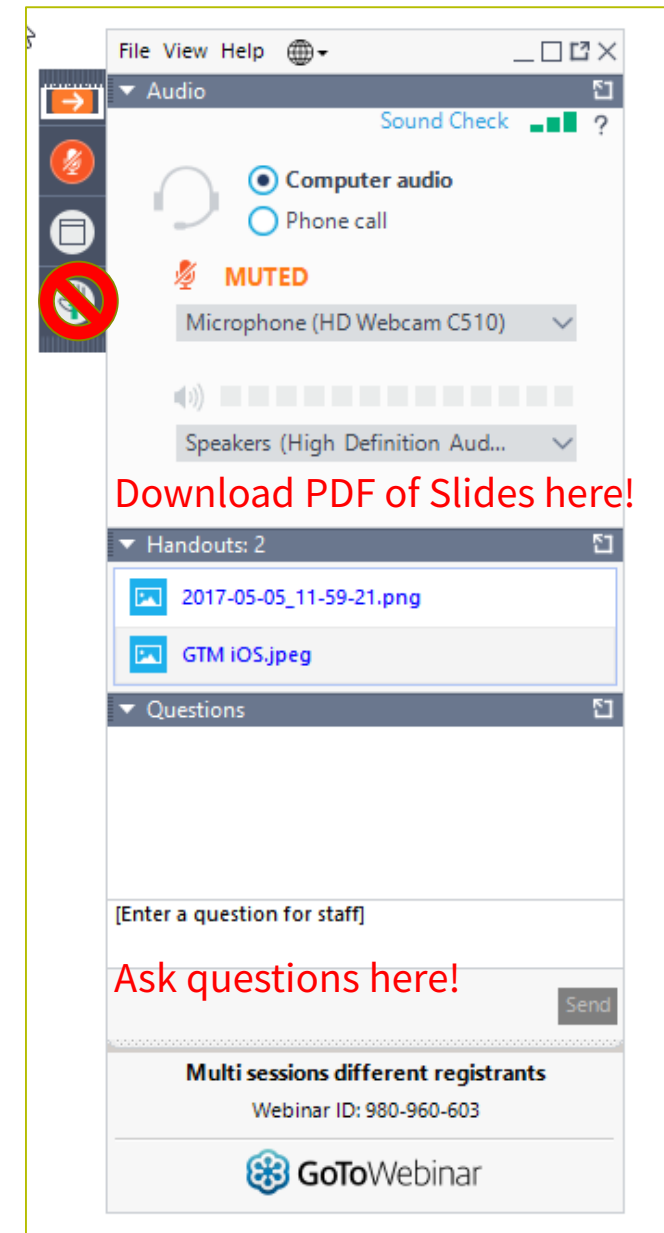 File View Help
Audio
Sound Check ?
Computer audio
Phone call
MUTED
Microphone (HD Webcam C510)
Speakers (High Definition Aud...
Download PDF of Slides here!
Handouts: 2
2017-05-05_11-59-21.png
GTM iOS.jpeg
Questions
[Enter a question for staff]
Ask questions here!
Send
Multi sessions different registrants
Webinar ID: 980-960-603
GoToWebinar